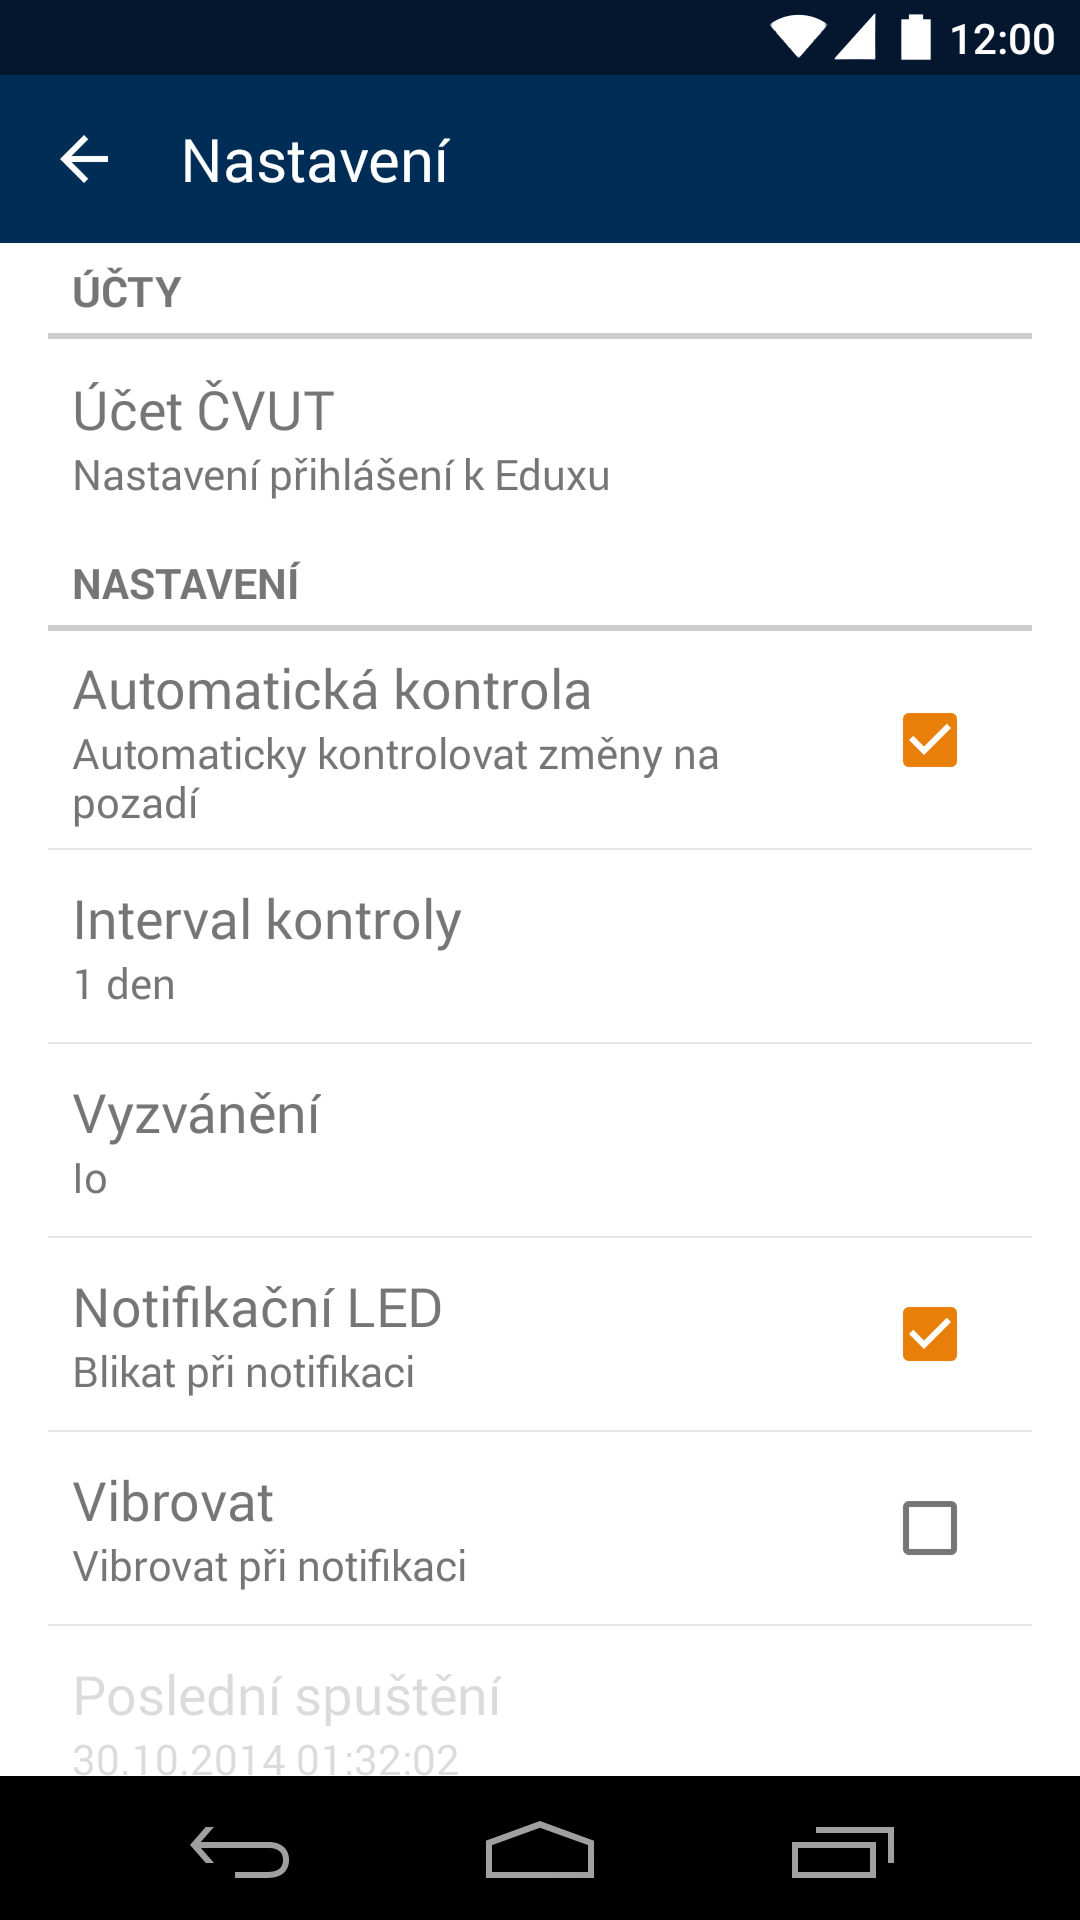 12:00
Nastavení
ÚČTY
Účet ČVUT
Nastavení přihlášení k Eduxu
NASTAVENÍ
Automatická kontrola
Automaticky kontrolovat změny na
pozadí
Interval kontroly
1 den
Vyzvánění
Io
Notifikační LED
Blikat při notifikaci
Vibrovat
Vibrovat při notifikaci
Poslední spuštění
30.10.2014 01:32:02